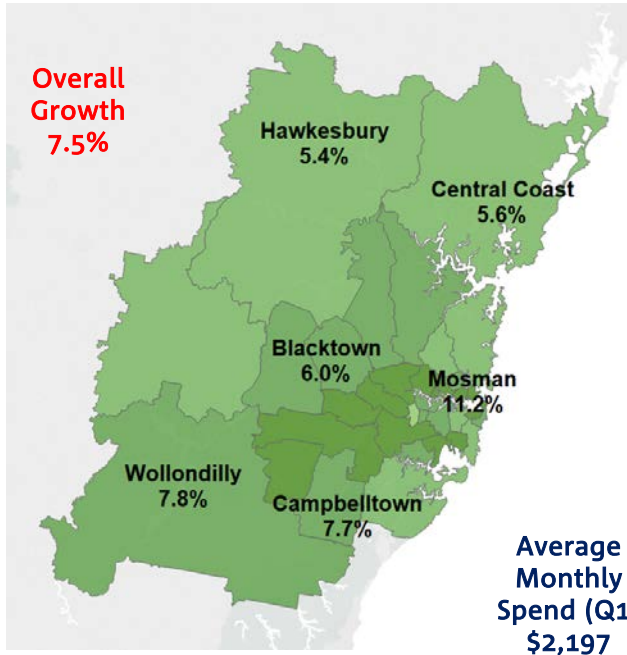 Overall
Growth
7.5%
Hawkesbury
5.4%
Central Coast
5.6%
Blacktown
6.0%
Mosman
11.2%
Wollondilly
7.8%
Campbelltown
7.7%
Average
Monthly
Spend (Q1
$2,197